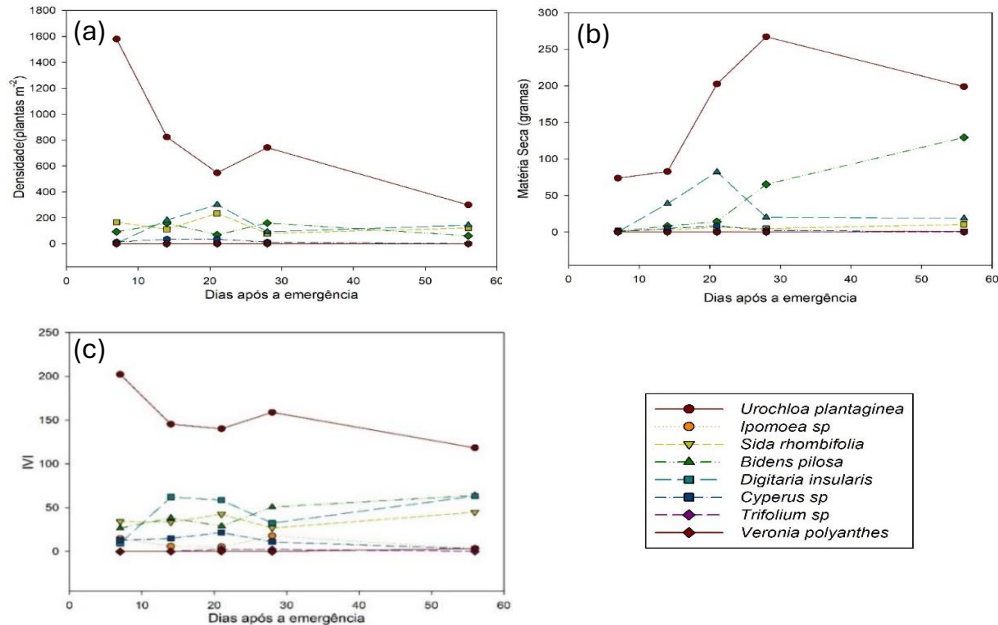 (a)
Densidade(plantas m⁻²)
1800
1600
1400
1200
1000
800
600
400
200
0
0 10 20 30 40 50 60
Dias após a emergência
(b)
Matéria Seca (gramas)
300
250
200
150
100
50
0
0 10 20 30 40 50 60
Dias após a emergência
(c)
IVI
250
200
150
100
50
0
0 10 20 30 40 50 60
Dias após a emergência
Urochloa plantaginea
Ipomoea sp
Sida rhombifolia
Bidens pilosa
Digitaria insularis
Cyperus sp
Trifolium sp
Veronia polyanthes